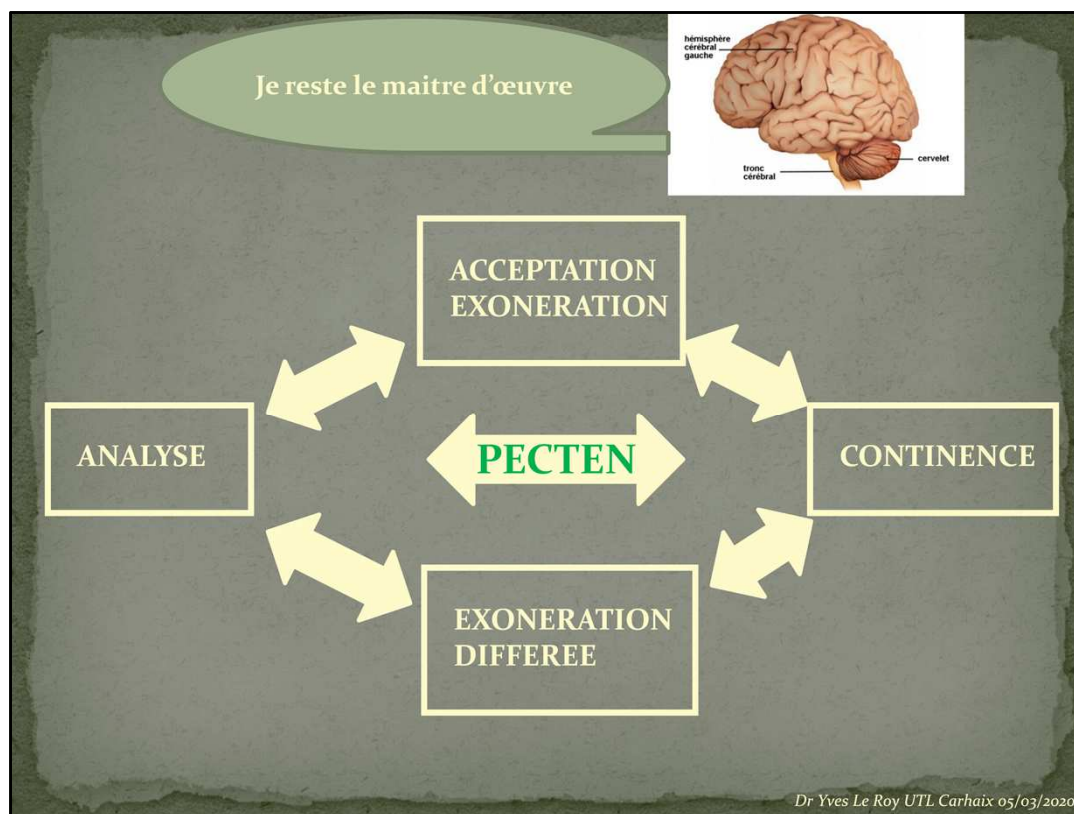 Je reste le maitre d'œuvre
hémisphère
cérébral
gauche
tronc
cérébral
cervelet
ACCEPTATION
EXONERATION
ANALYSE
PECTEN
CONTINENCE
EXONERATION
DIFFEREE
Dr Yves Le Roy UTL Carhaix 05/03/2020